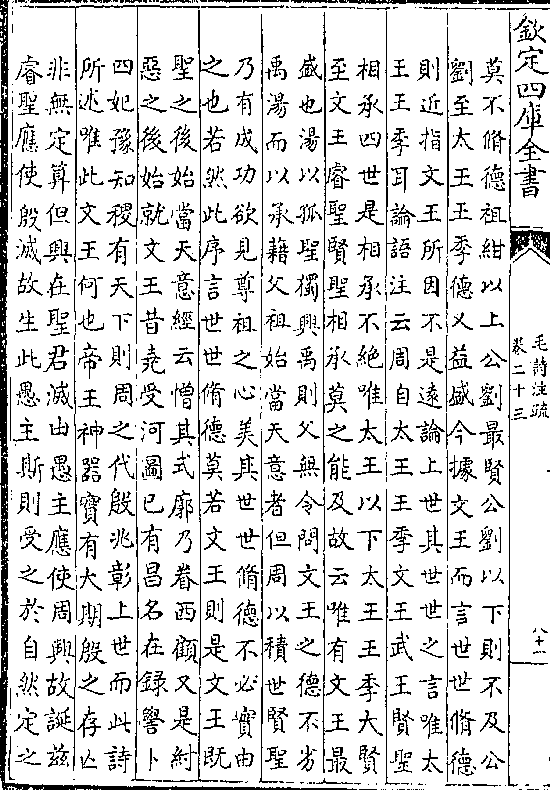 欽定四庫全書
毛詩注疏
卷二十三
八十一
莫不脩德祖紺以上公劉最賢公劉以下則不及公
劉至太王王季德乂益盛今據文王而言世世脩德
則近指文王所因不是遠論上世其世世之言唯太
王王季耳論語注云周自太王王季文王武王賢聖
相承四世是相承不絶唯太王以下太王王季大賢
至文王睿聖賢聖相承莫之能及故云唯有文王最
盛也湯以孤聖獨興禹則父無令問文王之德不劣
禹湯而以承藉父祖始當天意者但周以積世賢聖
乃有成功欲見尊祖之心美其世世脩德不必實由
之也若然此序言世世脩德莫若文王則是文王既
聖之後始當天意經云憎其式廓乃眷西顧又是紂
惡之後始就文王昔堯受河圖已有昌名在録嚳卜
四妃豫知稷有天下則周之代殷兆彰上世而此詩
所述唯此文王何也帝王神器實有大期殷之存亡
非無定算但興在聖君滅由愚主應使周興故誕兹
睿聖應使殷滅故生此愚主斯則受之於自然定之